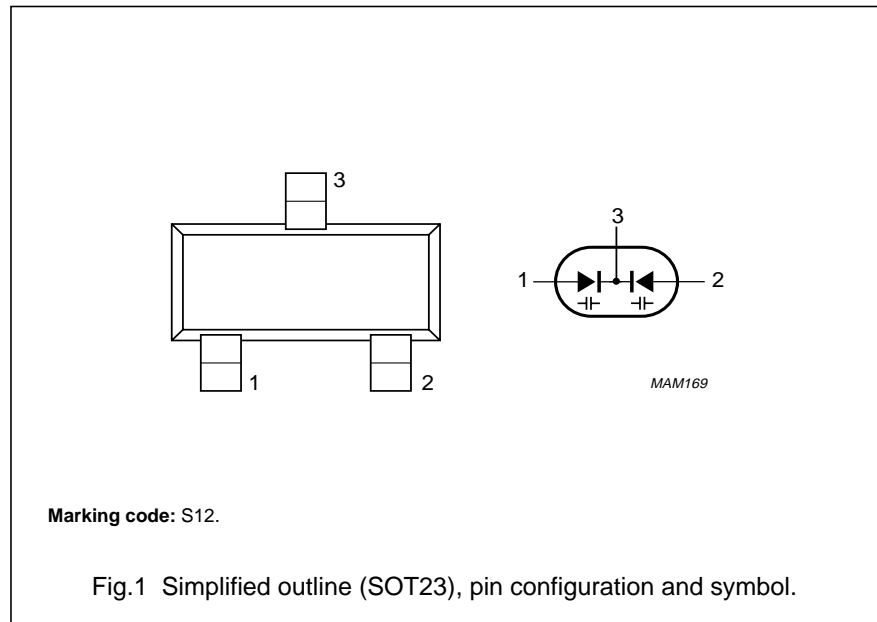 3
1
2
3
1
2
MAM169
Marking code: S12.
Fig.1 Simplified outline (SOT23), pin configuration and symbol.